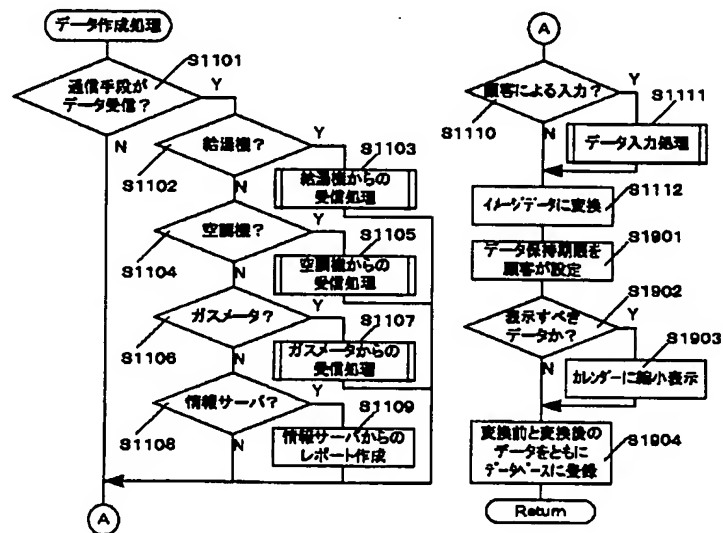 データ作成処理
S1101
通信手段が
データ受信？
Y
N
給湯機？
Y
S1102
N
S1103
給湯機からの
受信処理
空調機？
Y
S1104
N
S1105
空調機からの
受信処理
ガスメータ？
Y
S1106
N
S1107
ガスメータからの
受信処理
情報サーバ？
Y
S1108
N
S1109
情報サーバからの
レポート作成
A
A
顧客による入力？
Y
S1110
N
S1111
データ入力処理
S1112
イメージデータに変換
S1901
データ保持期限を
顧客が設定
S1902
表示すべき
データか？
Y
N
S1903
カレンダーに縮小表示
変換前と変換後の
データをともに
データベースに登録
S1904
Return